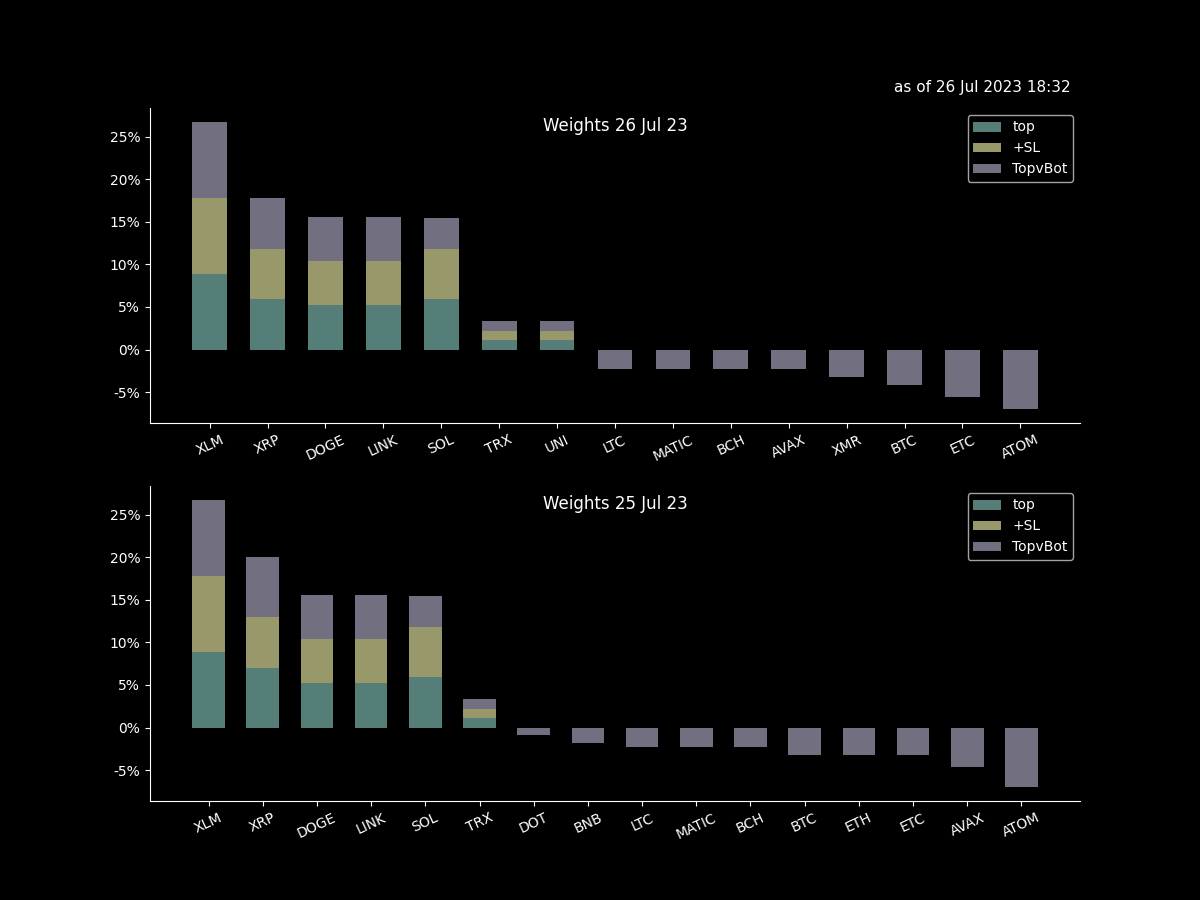 as of 26 Jul 2023 18:32
Weights 26 Jul 23
top
+SL
TopvBot
25%
20%
15%
10%
5%
0%
-5%
XLM XRP DOGE LINK SOL TRX UNI LTC MATIC BCH AVAX XMR BTC ETC ATOM
Weights 25 Jul 23
top
+SL
TopvBot
25%
20%
15%
10%
5%
0%
-5%
XLM XRP DOGE LINK SOL TRX DOT BNB LTC MATIC BCH BTC ETH ETC AVAX ATOM